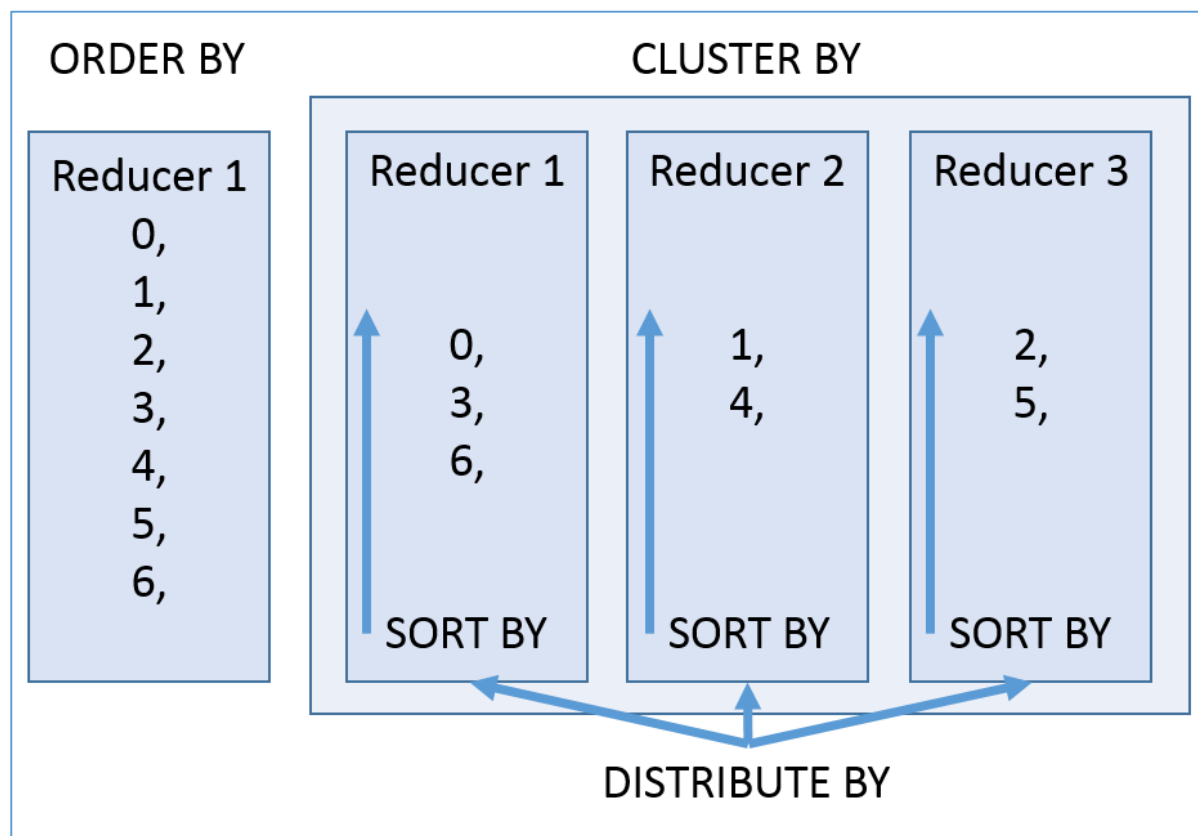 ORDER BY
CLUSTER BY
Reducer 1
0,
1,
2,
3,
4,
5,
6,
Reducer 1
0,
3,
6,
SORT BY
Reducer 2
1,
4,
SORT BY
Reducer 3
2,
5,
SORT BY
DISTRIBUTE BY